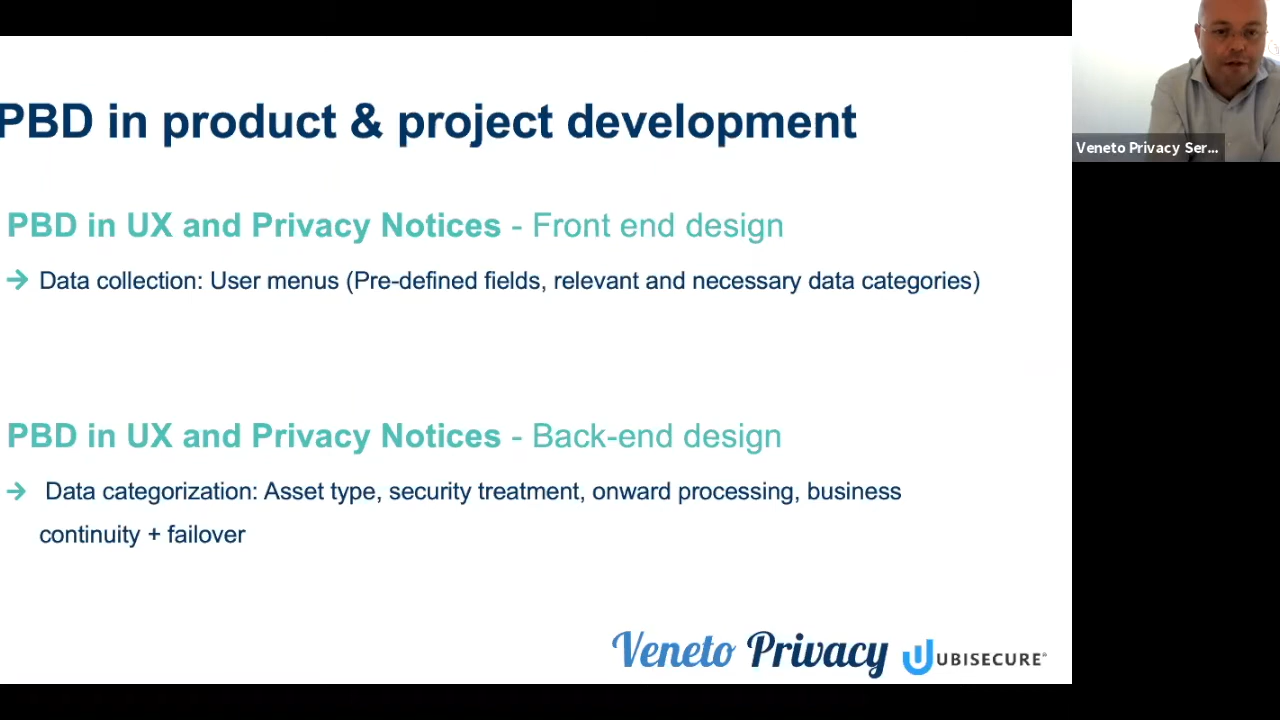 PBD in product & project development
PBD in UX and Privacy Notices - Front end design
→ Data collection: User menus (Pre-defined fields, relevant and necessary data categories)
PBD in UX and Privacy Notices - Back-end design
→ Data categorization: Asset type, security treatment, onward processing, business
continuity + failover
Veneto Privacy
UBISECURE®
Veneto Privacy Ser...